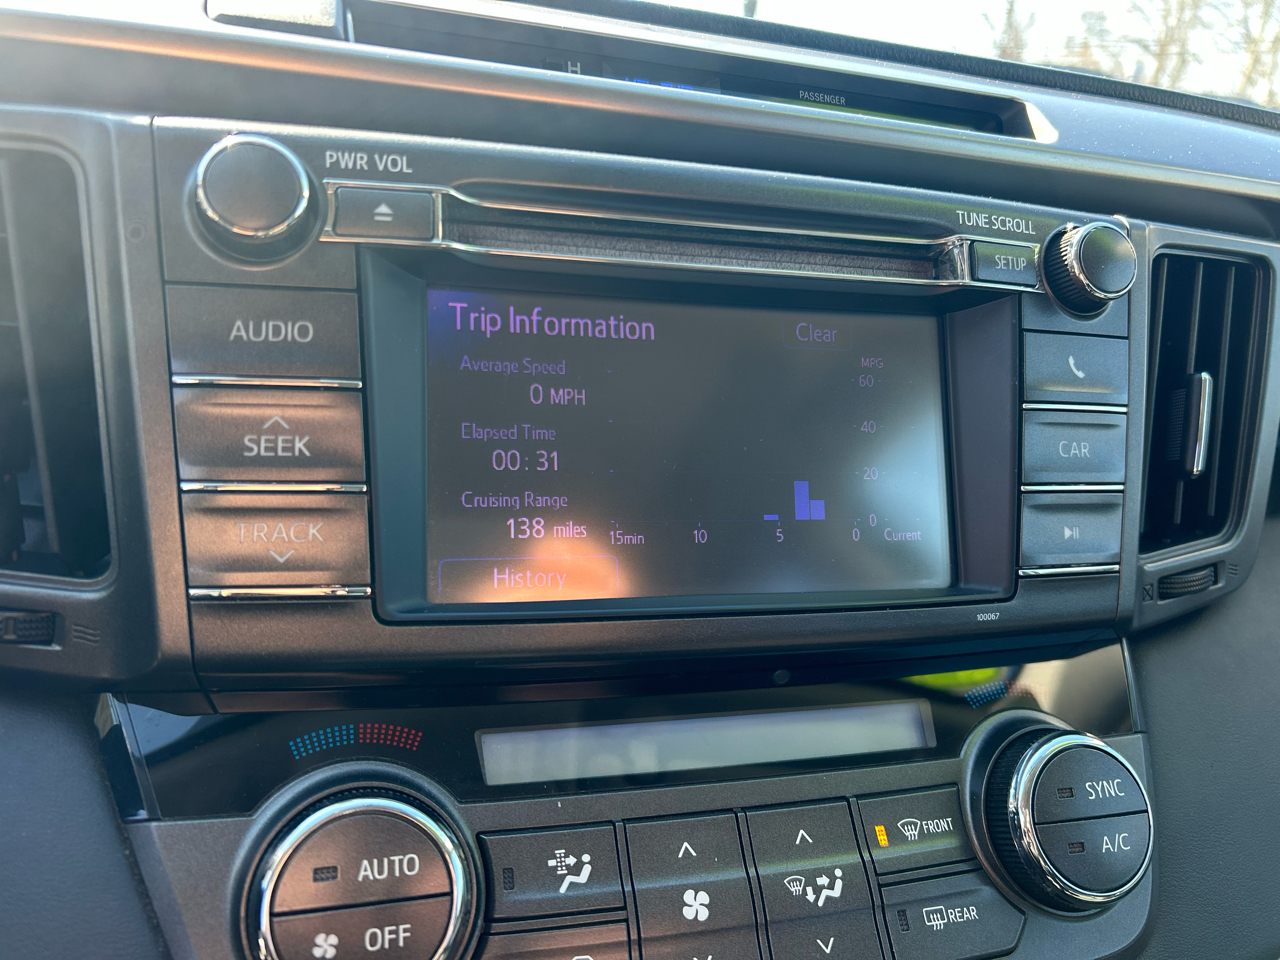 H
PASSENGER
PWR VOL
TUNE SCROLL
SETUP
AUDIO
SEEK
TRACK
CAR
Trip Information
Clear
Average Speed
0 MPH
Elapsed Time
00:31
Cruising Range
138 miles
History
MPG
60
40
20
0
15min 10 5 0 Current
100067
AUTO
OFF
FRONT
REAR
SYNC
A/C